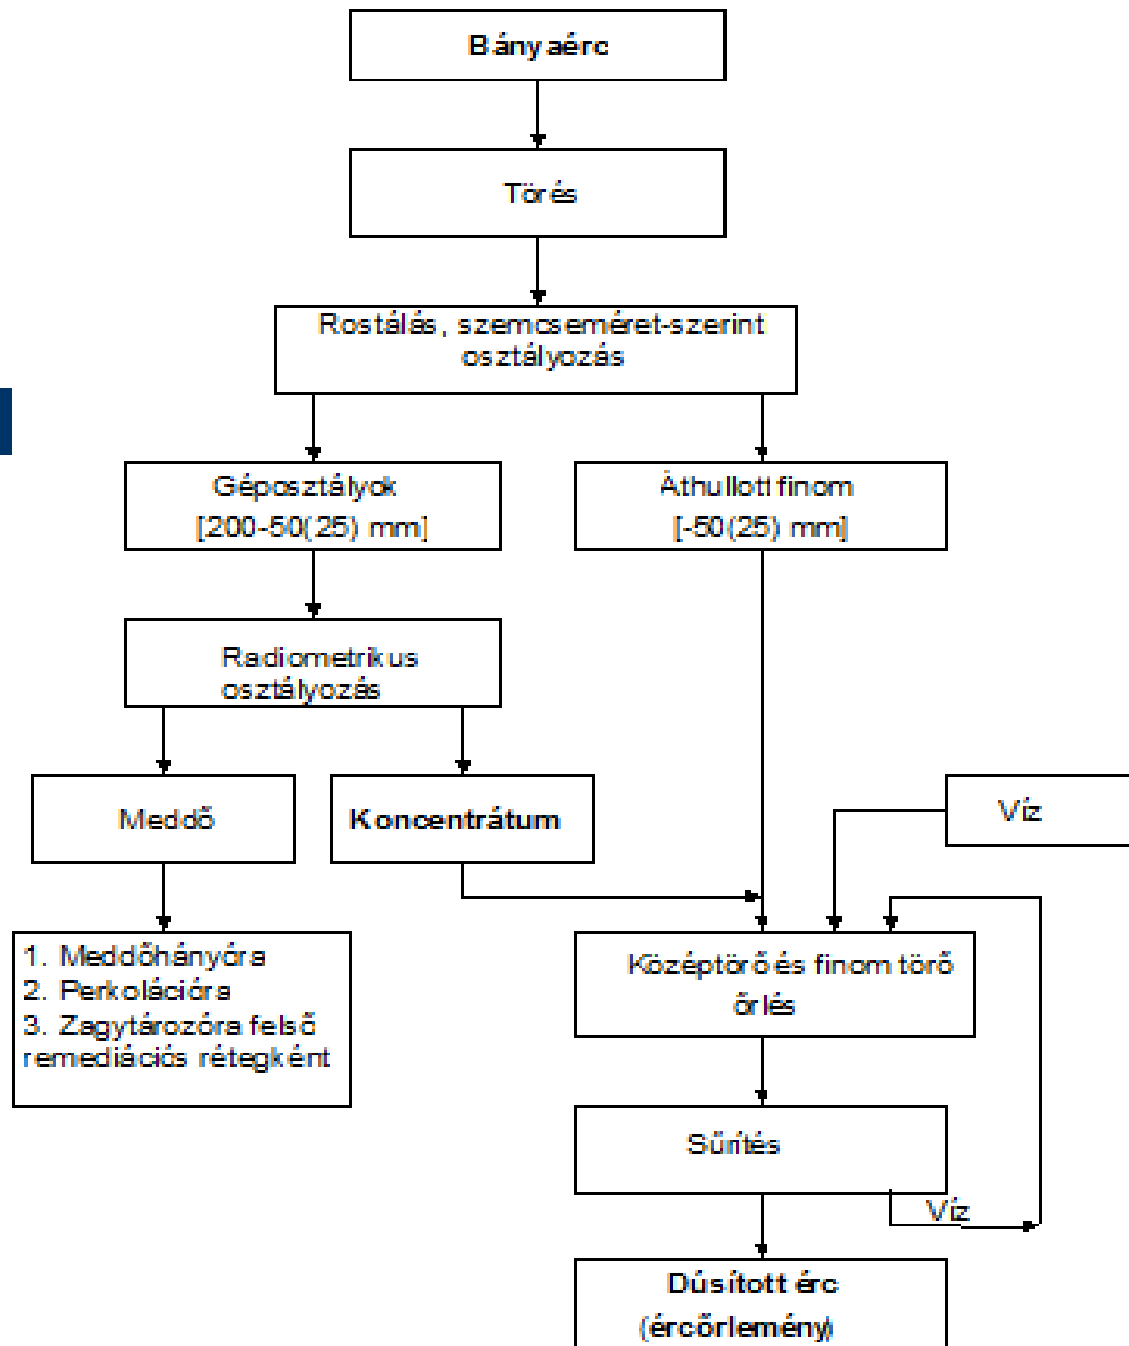 Bányaérc
Törés
Rostálás, szemcseméret-szerint
osztályozás
Géposztályok
[200-50(25) mm]
Áthullott finom
[-50(25) mm]
Radiometrikus
osztályozás
Meddő
Koncentrátum
Víz
1. Meddőhányóra
2. Perkolációra
3. Zagytározóra felső
remediációs rétegként
Középtörő és finom törő
őrlés
Sűrítés
Víz
Dúsított érc
(ércőrlemény)